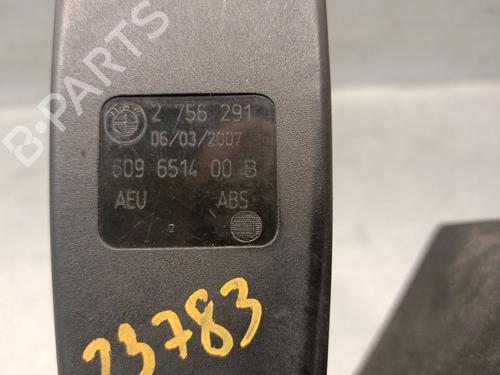 B-PARTS
2 756 291
06/03/2007
609 6514 00 B
AEU ABS
23783